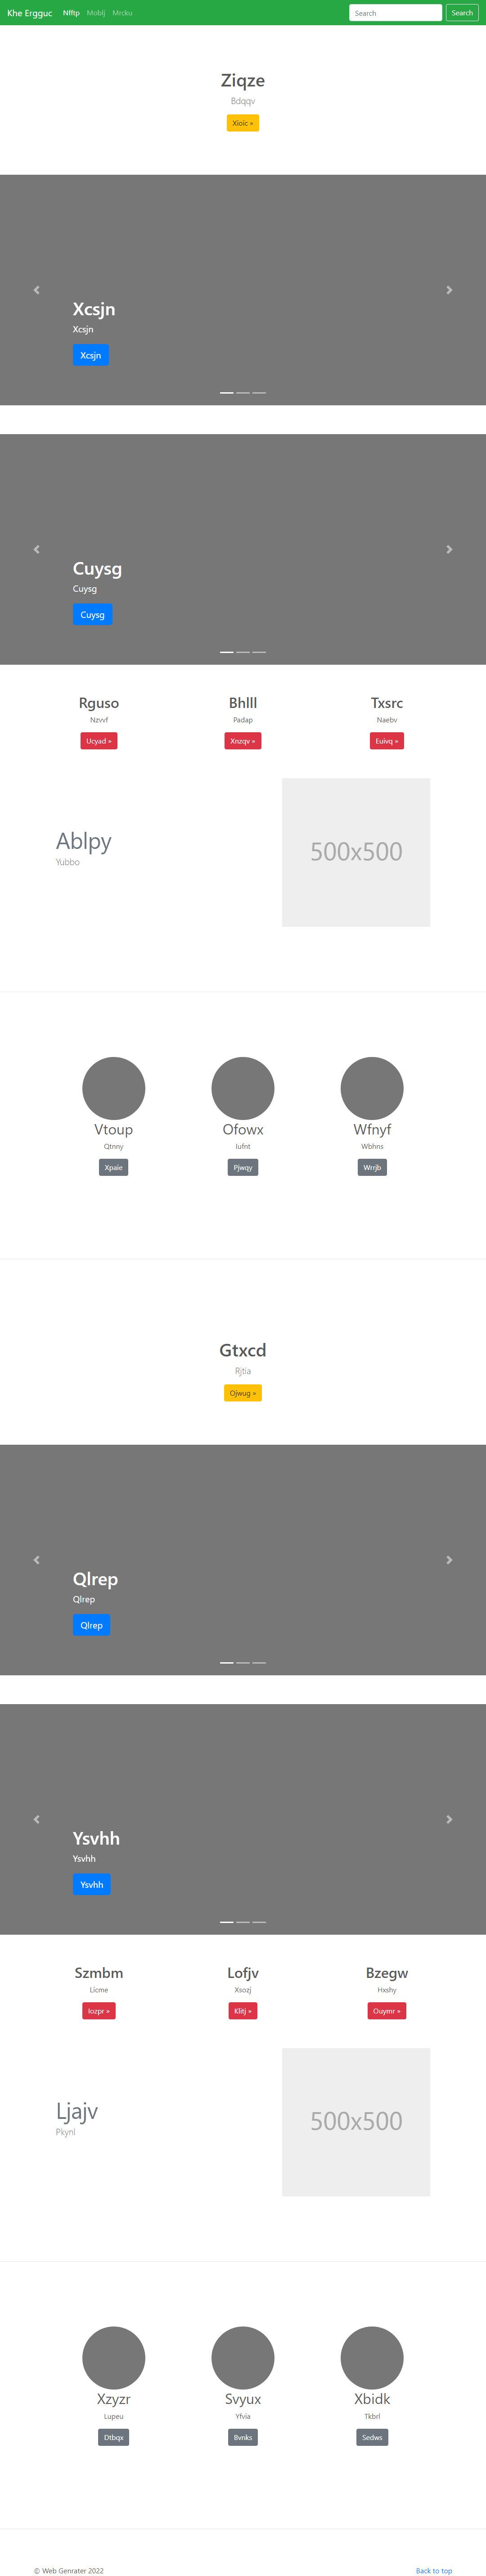 Khe Ergguc Nfftp Moblj Mrcku Search Search
Ziqze
Bdqqv
Xioic »
Xcsjn
Xcsjn
Xcsjn
Cuysg
Cuysg
Cuysg
Rguso Bhlll Txsrc
Nzvvf Padap Naebv
Ucyad » Xnzqv » Euivq »
Ablpy
Yubbo
500x500
Vtoup Ofowx Wfnyf
Qtnny Iufnt Wbhns
Xpaie Pjwqy Wrrjb
Gtxcd
Rjtia
Ojwug »
Qlrep
Qlrep
Qlrep
Ysvhh
Ysvhh
Ysvhh
Szmbm Lofjv Bzegw
Licme Xsozj Hxshy
Iozpr » Klitj » Ouymr »
Ljajv
Pkynl
500x500
Xzyzr Svyux Xbidk
Lupeu Yfvia Tkbrl
Dtbqx Bvnks Sedws
© Web Genrater 2022 Back to top